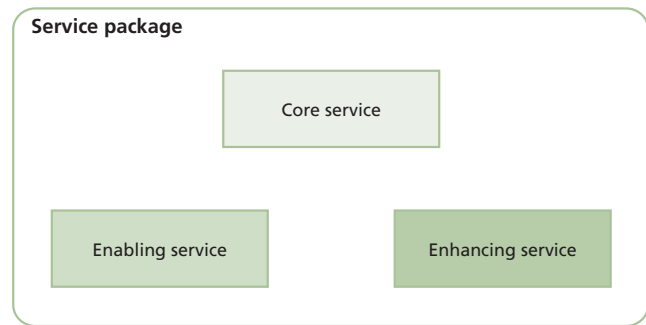 Service package
Core service
Enabling service
Enhancing service